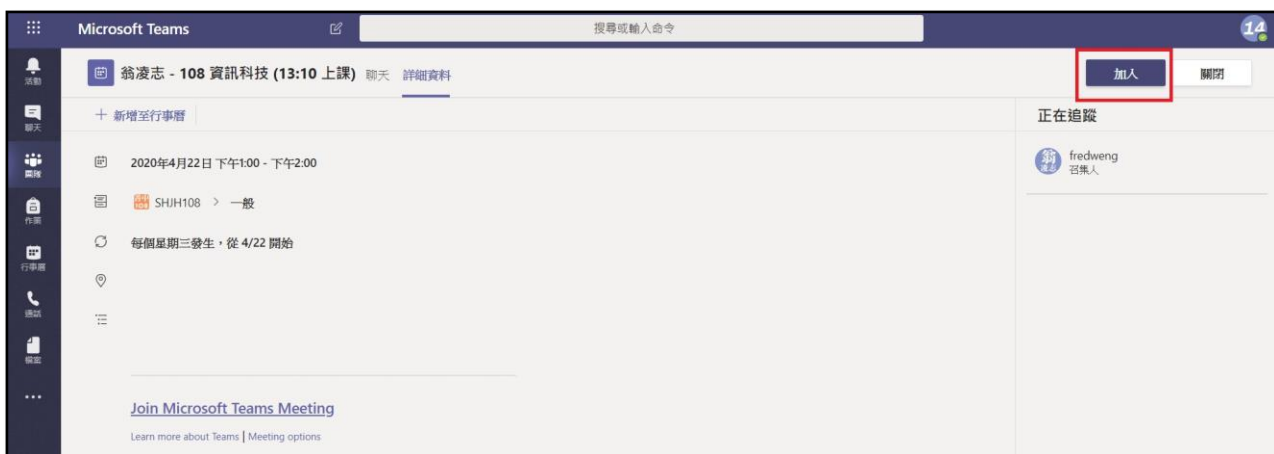 Microsoft Teams
搜尋或輸入命令
14
活動
翁凌志 - 108 資訊科技 (13:10 上課) 聊天 詳細資料
加入
關閉
聊天
新增至行事曆
正在追蹤
團隊
2020年4月22日 下午1:00 - 下午2:00
翁凌志
fredweng
召集人
作業
SHJH108 > 一般
行事曆
每個星期三發生,從 4/22 開始
通話
檔案
Join Microsoft Teams Meeting
Learn more about Teams | Meeting options